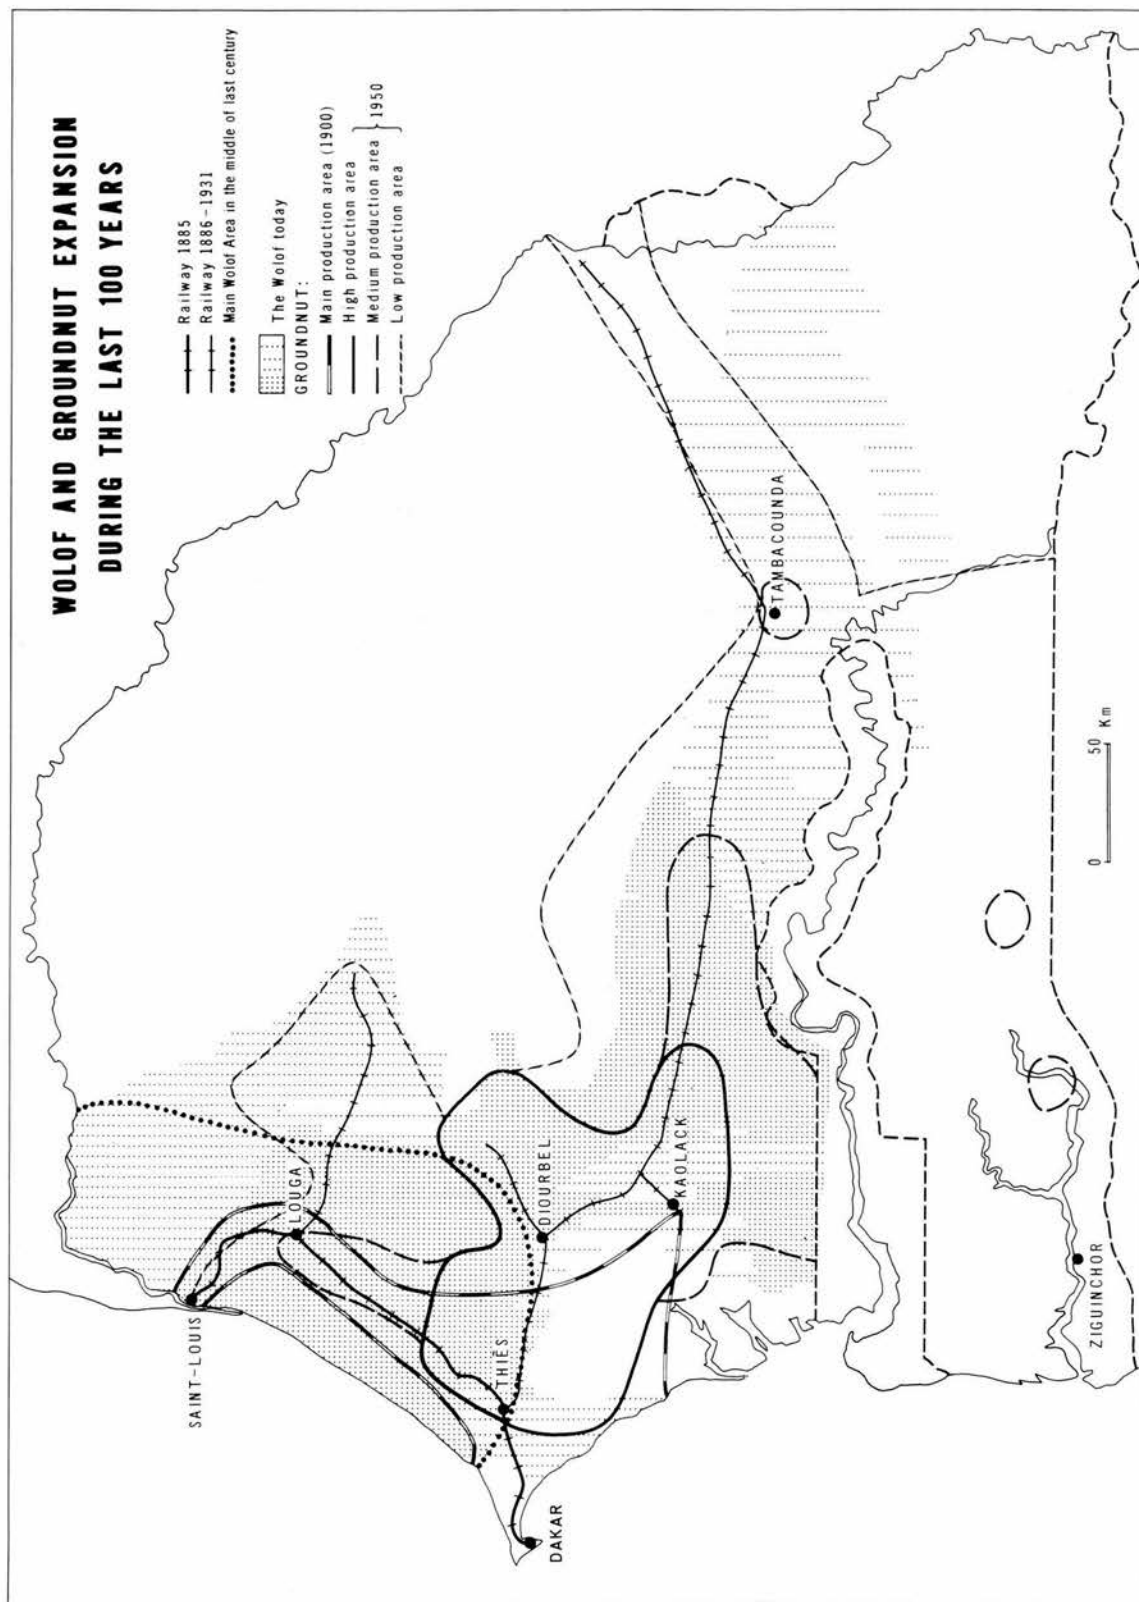 WOLOF AND GROUNDNUT EXPANSION
DURING THE LAST 100 YEARS
Railway 1885
Railway 1886–1931
Main Wolof Area in the middle of last century
The Wolof today
GROUNDNUT:
Main production area (1900)
High production area
Medium production area
Low production area
1950
SAINT-LOUIS
LOUGA
THIÈS
DAKAR
DIOURBEL
KAOLACK
TAMBACOUNDA
ZIGUINCHOR
0 50 Km